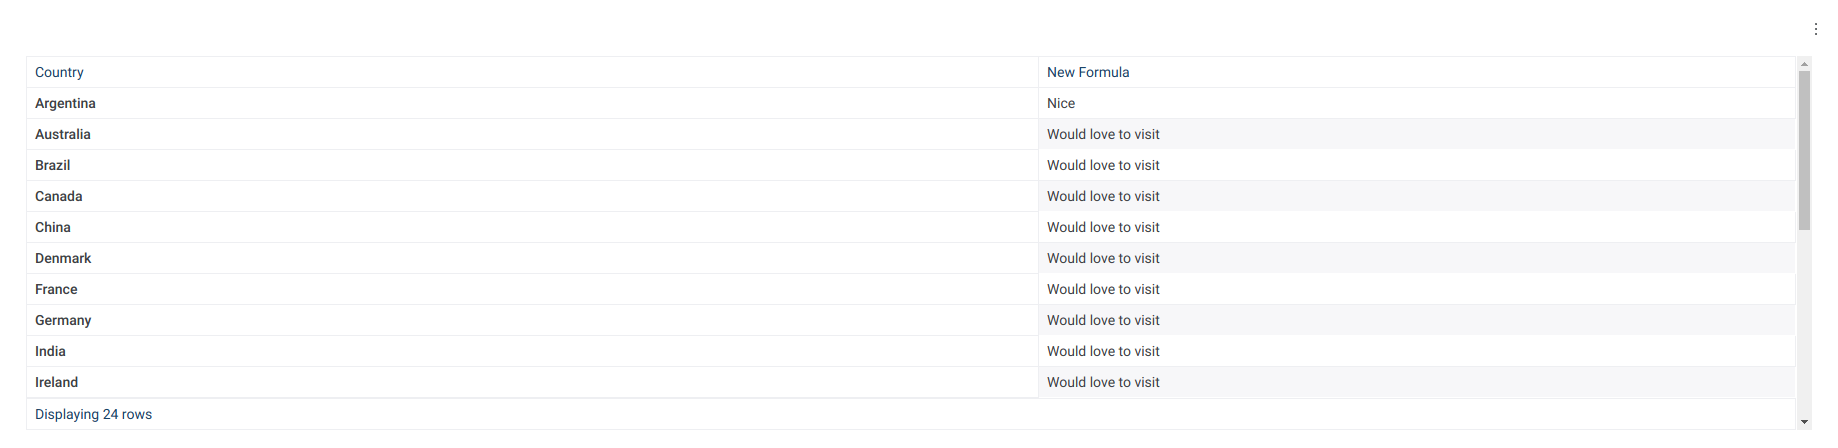 Country New Formula
Argentina Nice
Australia Would love to visit
Brazil Would love to visit
Canada Would love to visit
China Would love to visit
Denmark Would love to visit
France Would love to visit
Germany Would love to visit
India Would love to visit
Ireland Would love to visit
Displaying 24 rows